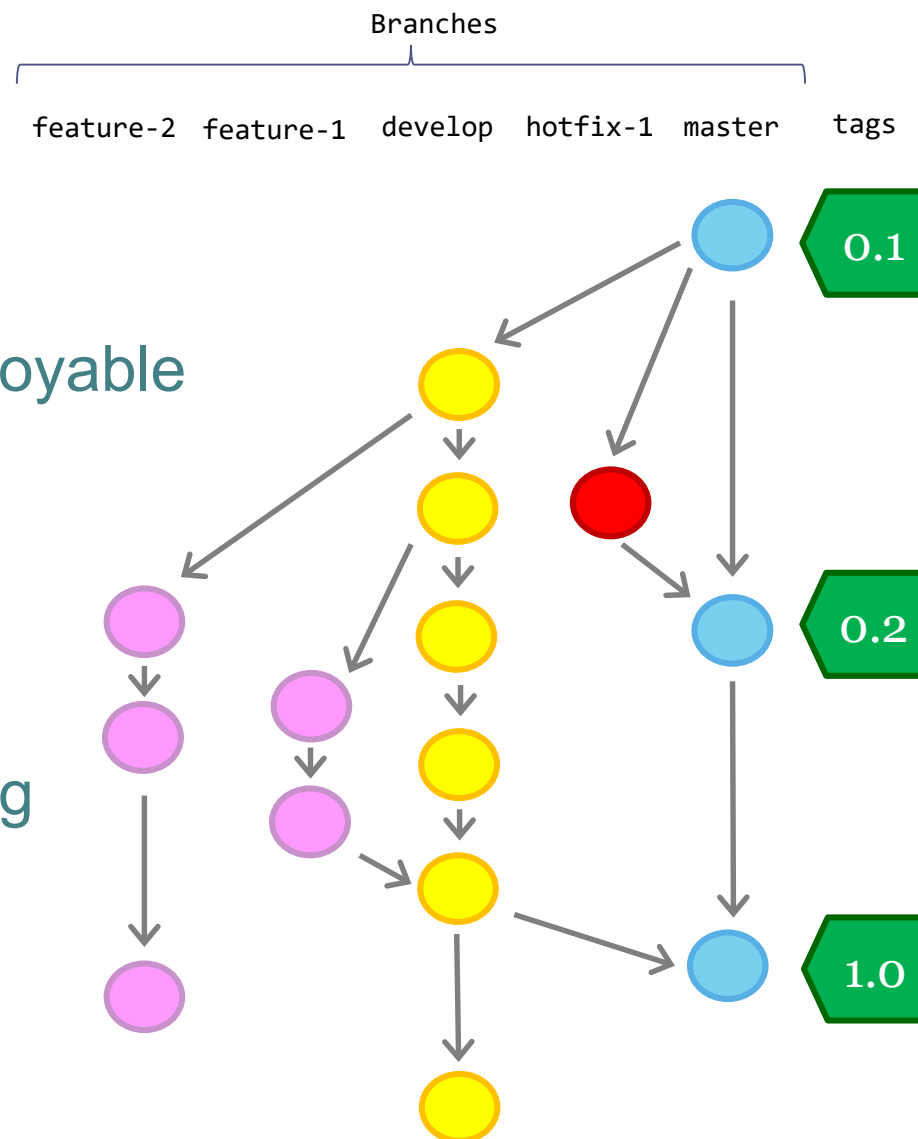 Branches
feature-2 feature-1 develop hotfix-1 master tags
0.1
oyable
0.2
g
1.0